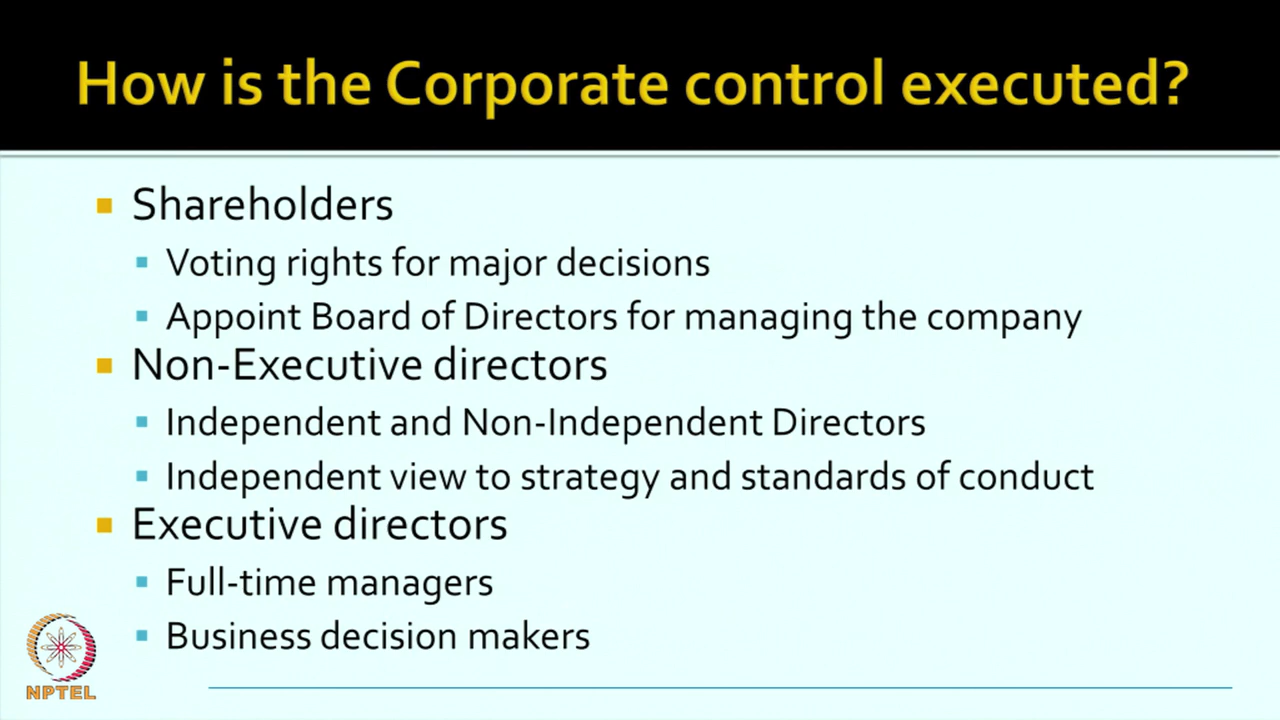 How is the Corporate control executed?
Shareholders
Voting rights for major decisions
Appoint Board of Directors for managing the company
Non-Executive directors
Independent and Non-Independent Directors
Independent view to strategy and standards of conduct
Executive directors
Full-time managers
Business decision makers
NPTEL